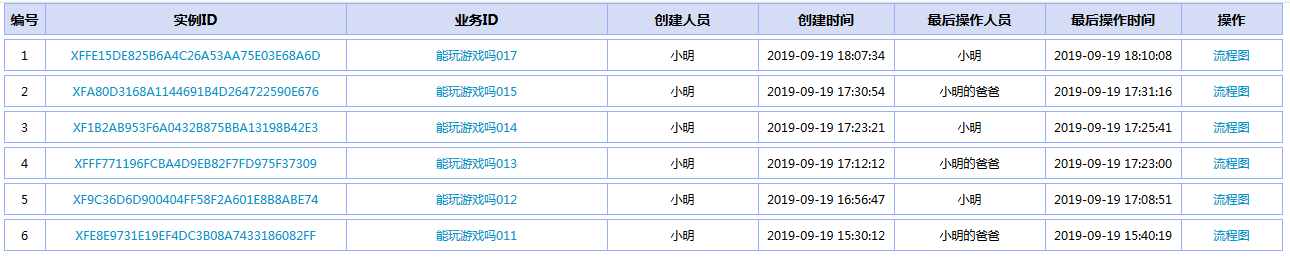 编号 实例ID 业务ID 创建人员 创建时间 最后操作人员 最后操作时间 操作
1 XFFE15DE825B6A4C26A53AA75E03E68A6D 能玩游戏吗017 小明 2019-09-19 18:07:34 小明 2019-09-19 18:10:08 流程图
2 XFA80D3168A1144691B4D264722590E676 能玩游戏吗015 小明 2019-09-19 17:30:54 小明的爸爸 2019-09-19 17:31:16 流程图
3 XF1B2AB953F6A0432B875BBA13198B42E3 能玩游戏吗014 小明 2019-09-19 17:23:21 小明 2019-09-19 17:25:41 流程图
4 XFFF771196FCBA4D9EB82F7FD975F37309 能玩游戏吗013 小明 2019-09-19 17:12:12 小明的爸爸 2019-09-19 17:23:00 流程图
5 XF9C36D6D900404FF58F2A601E8B8ABE74 能玩游戏吗012 小明 2019-09-19 16:56:47 小明 2019-09-19 17:08:51 流程图
6 XFE8E9731E19EF4DC3B08A7433186082FF 能玩游戏吗011 小明 2019-09-19 15:30:12 小明的爸爸 2019-09-19 15:40:19 流程图